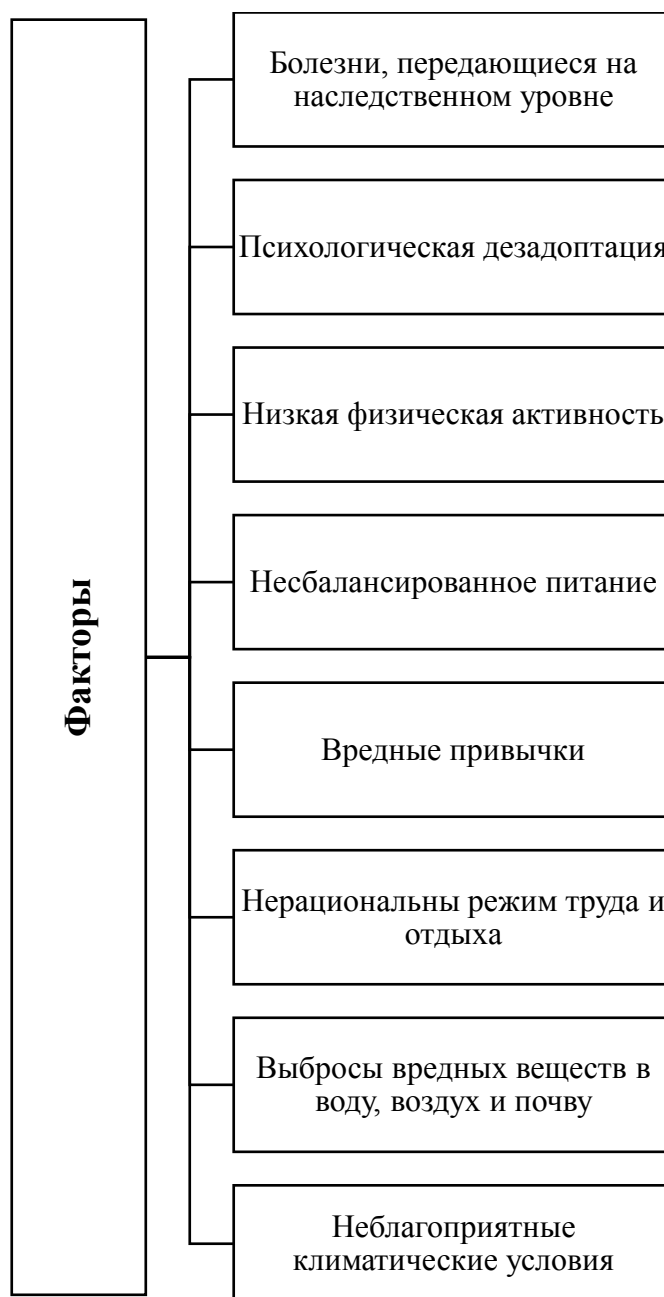 Факторы
Болезни, передающиеся на
наследственном уровне
Психологическая дезадоптация
Низкая физическая активность
Несбалансированное питание
Вредные привычки
Нерациональны режим труда и
отдыха
Выбросы вредных веществ в
воду, воздух и почву
Неблагоприятные
климатические условия